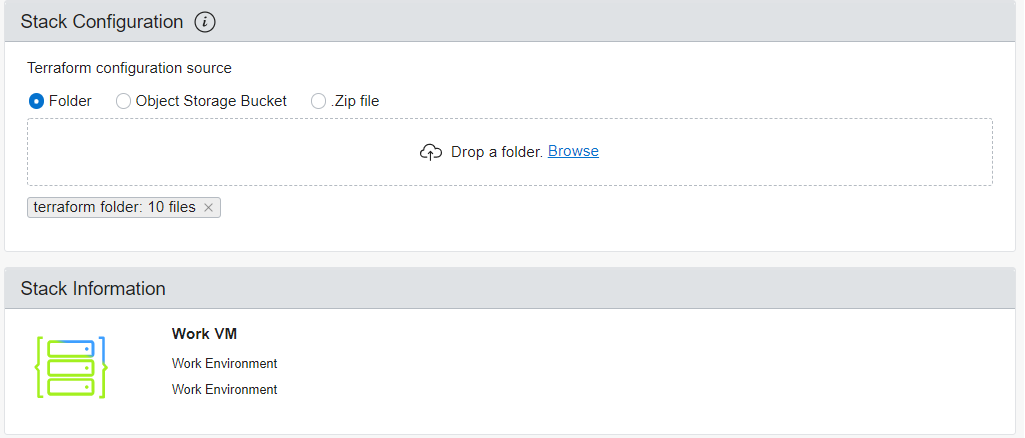 Stack Configuration
Terraform configuration source
Folder Object Storage Bucket .Zip file
Drop a folder. Browse
terraform folder: 10 files
Stack Information
Work VM
Work Environment
Work Environment